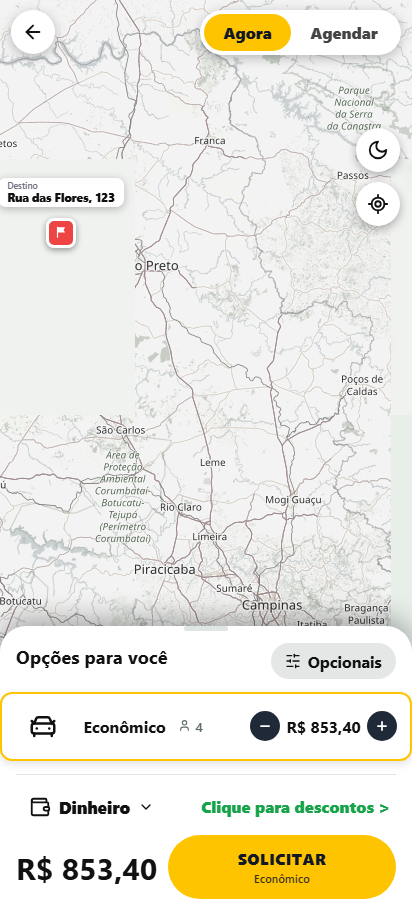 Agora
Agendar
Parque
Nacional
da Serra
da Canastra
etos
Franca
Passos
Destino
Rua das Flores, 123
o Preto
Poços de
Caldas
São Carlos
Área de
Proteção
Ambiental
Corumbataí-
Botucatu-
Tejupá
(Perímetro
Corumbataí)
Leme
ú
Rio Claro
Mogi Guaçu
Limeira
Piracicaba
Sumaré
Botucatu
Campinas
Bragança
Paulista
Itatiba
Opções para você
Opcionais
Econômico
4
R$ 853,40
Dinheiro
Clique para descontos >
R$ 853,40
SOLICITAR
Econômico